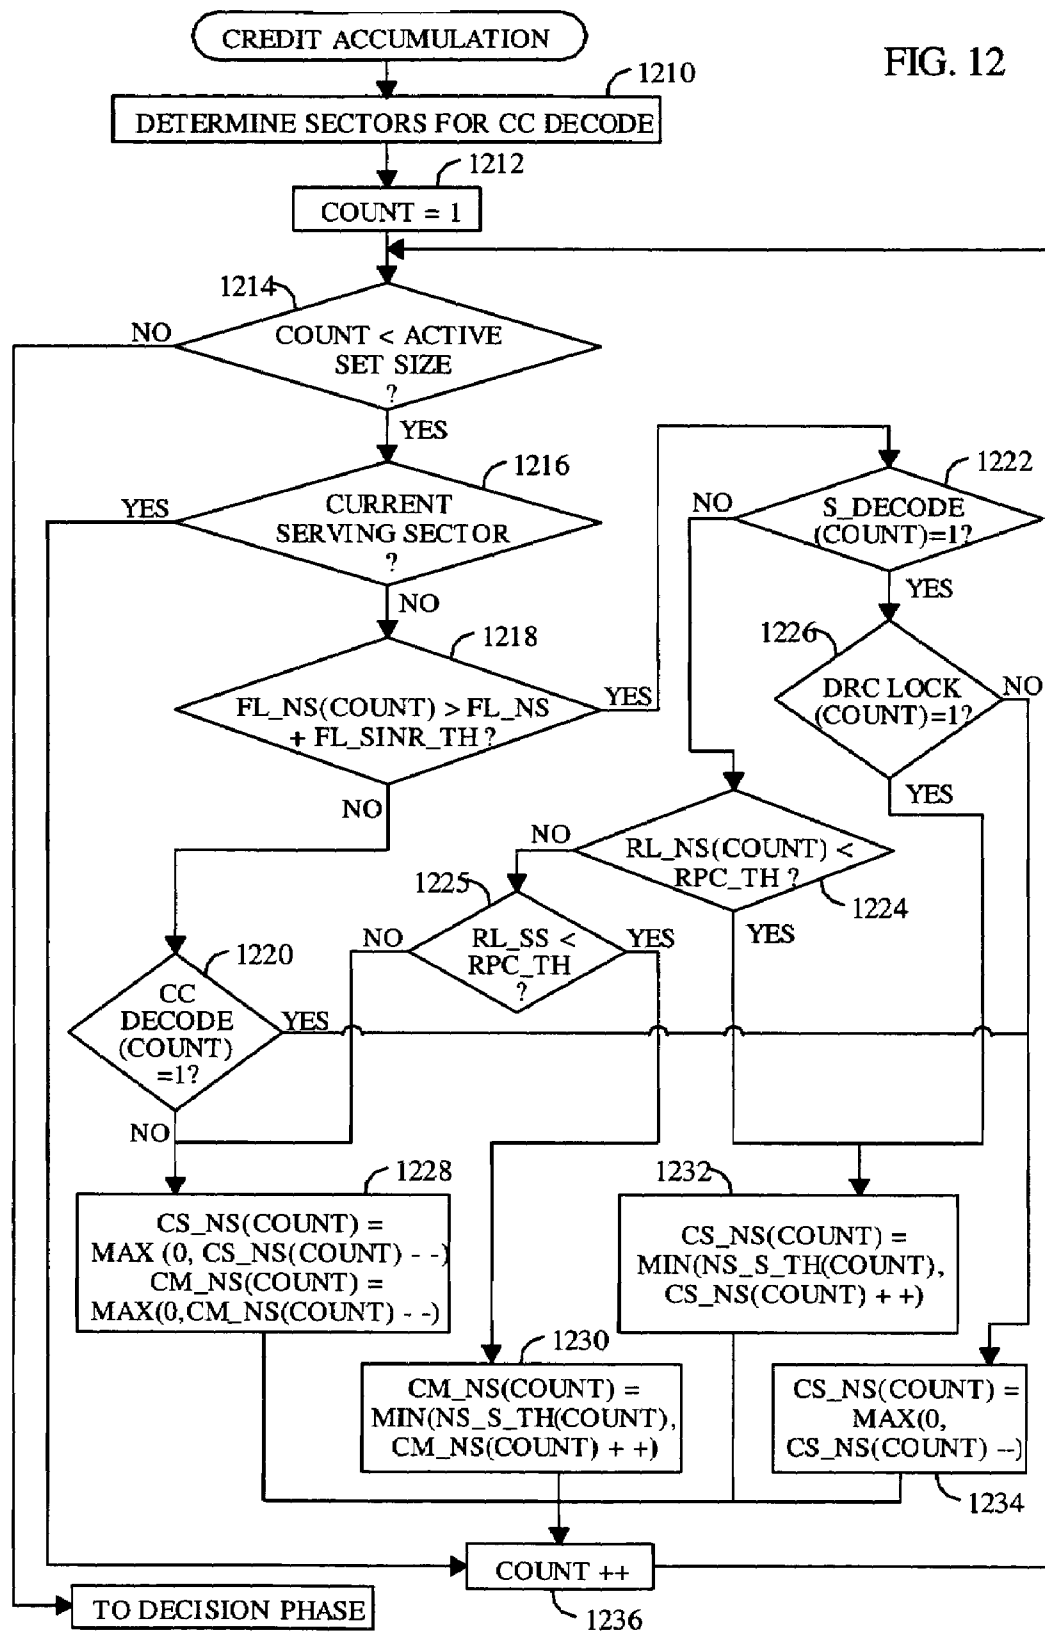 CREDIT ACCUMULATION
FIG. 12
1210
DETERMINE SECTORS FOR CC DECODE
1212
COUNT = 1
1214
NO
COUNT < ACTIVE
SET SIZE
?
YES
1216
YES
CURRENT
SERVING SECTOR
?
NO
1222
NO
S_DECODE
(COUNT)=1?
YES
1218
FL_NS(COUNT) > FL_NS
+ FL_SINR_TH ?
YES
NO
1226
DRC LOCK
(COUNT)=1?
NO
YES
NO
RL_NS(COUNT) <
RPC_TH ?
1224
YES
1225
NO
RL_SS <
RPC_TH
?
YES
1220
CC
DECODE
(COUNT)
=1?
YES
NO
1228
CS_NS(COUNT) =
MAX (0, CS_NS(COUNT) - -)
CM_NS(COUNT) =
MAX(0,CM_NS(COUNT) - -)
1232
CS_NS(COUNT) =
MIN(NS_S_TH(COUNT),
CS_NS(COUNT) + +)
1230
CM_NS(COUNT) =
MIN(NS_S_TH(COUNT),
CM_NS(COUNT) + +)
CS_NS(COUNT) =
MAX(0,
CS_NS(COUNT) --)
1234
COUNT ++
1236
TO DECISION PHASE